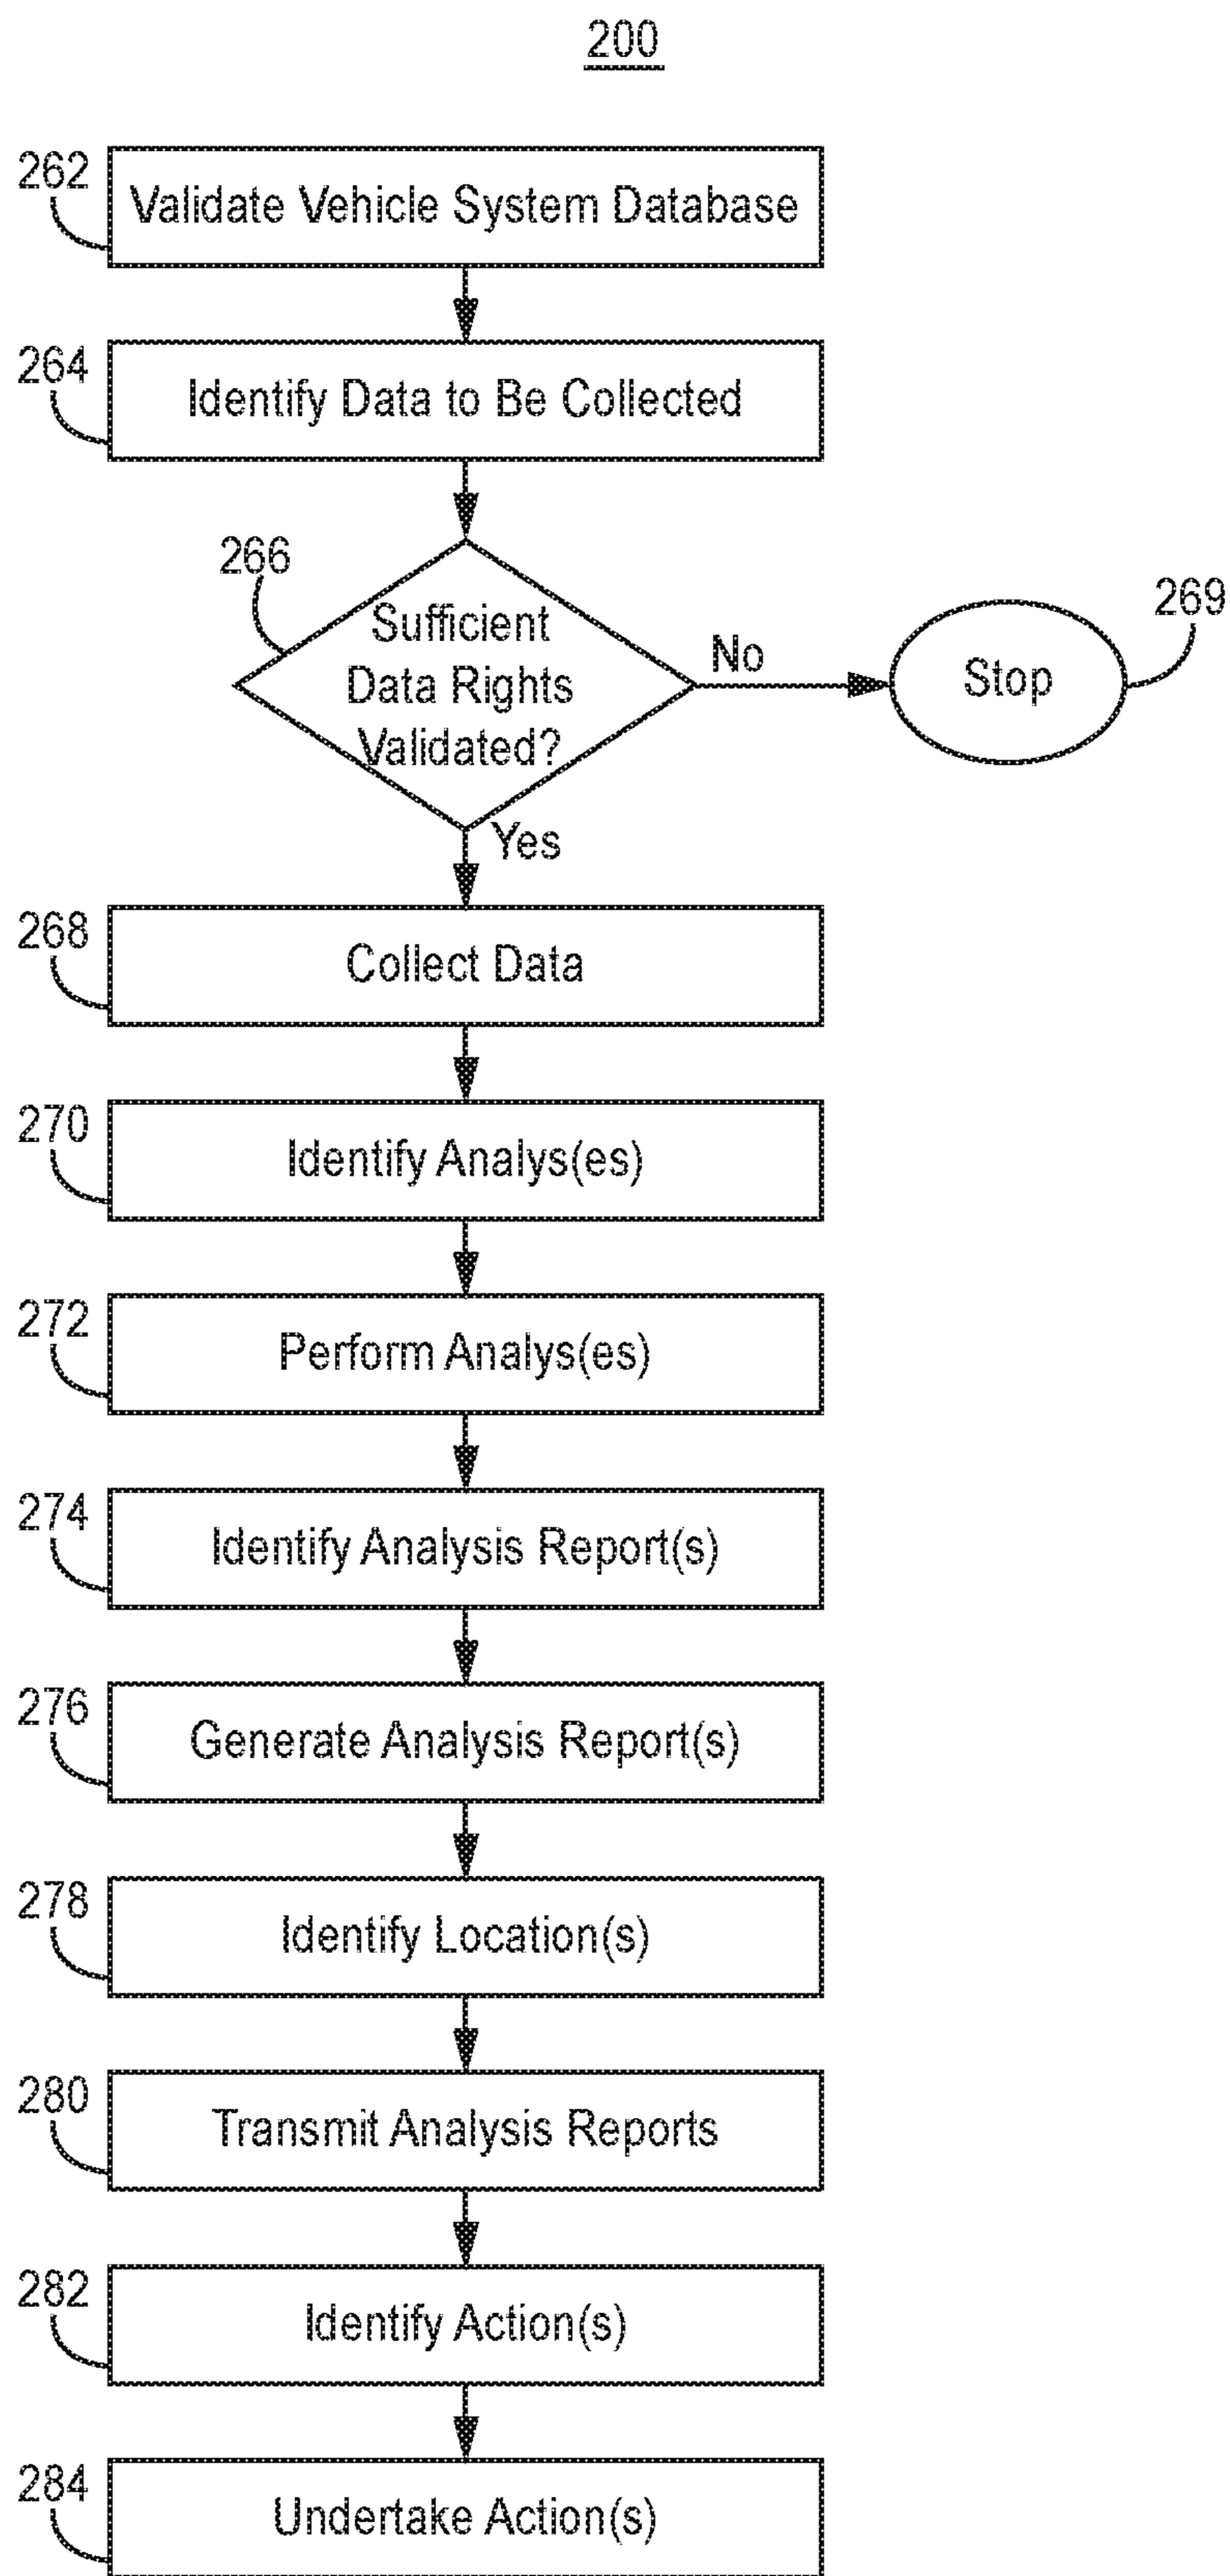 200
262
Validate Vehicle System Database
264
Identify Data to Be Collected
266
Sufficient
Data Rights
Validated?
No
Stop
269
Yes
268
Collect Data
270
Identify Analys(es)
272
Perform Analys(es)
274
Identify Analysis Report(s)
276
Generate Analysis Report(s)
278
Identify Location(s)
280
Transmit Analysis Reports
282
Identify Action(s)
284
Undertake Action(s)